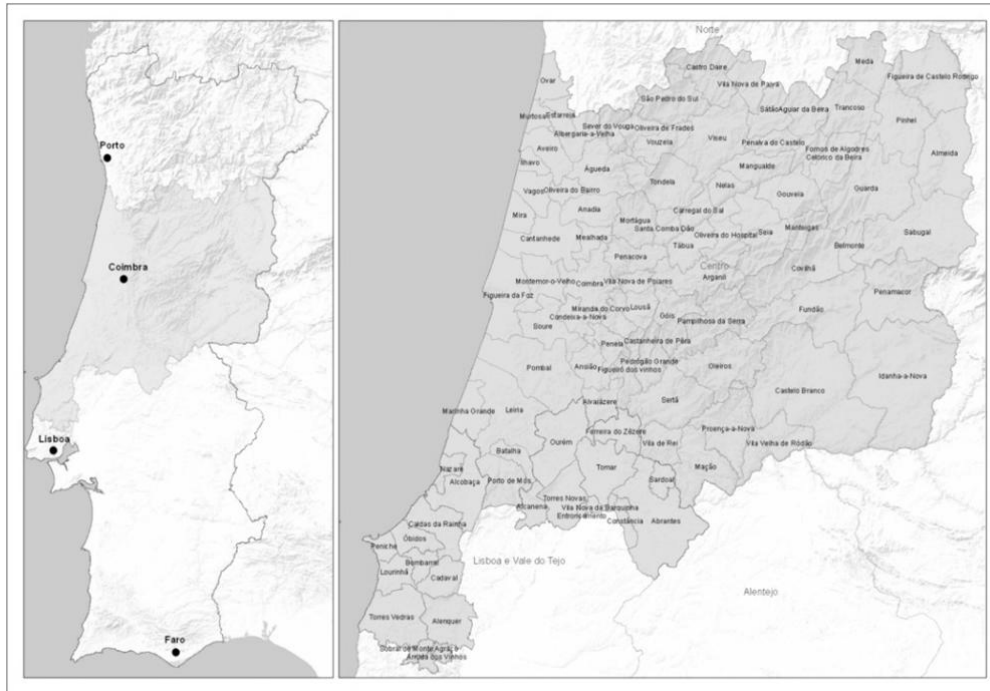 Porto
Coimbra
Lisboa
Faro
Norte
Castro Daire
Meda
Figueira de Castelo Rodrigo
Ovar
Vila Nova de Paiva
São Pedro do Sul
Sátão
Aguiar da Beira
Trancoso
Murtosa
Estarreja
Pinhel
Sever do Vouga
Oliveira de Frades
Albergaria-a-Velha
Viseu
Vouzela
Penalva do Castelo
Fornos de Algodres
Aveiro
Celorico da Beira
Almeida
Ílhavo
Águeda
Mangualde
Tondela
Nelas
Vagos
Oliveira do Bairro
Gouveia
Guarda
Anadia
Carregal do Sal
Mira
Mortágua
Santa Comba Dão
Oliveira do Hospital
Seia
Manteigas
Sabugal
Cantanhede
Mealhada
Tábua
Belmonte
Penacova
Centro
Covilhã
Arganil
Montemor-o-Velho
Coimbra
Vila Nova de Poiares
Penamacor
Figueira da Foz
Miranda do Corvo
Lousã
Fundão
Condeixa-a-Nova
Góis
Pampilhosa da Serra
Soure
Penela
Castanheira de Pêra
Pedrógão Grande
Pombal
Ansião
Figueiró dos vinhos
Oleiros
Idanha-a-Nova
Castelo Branco
Alvaiázere
Sertã
Marinha Grande
Leiria
Ferreira do Zêzere
Proença-a-Nova
Ourém
Vila de Rei
Vila Velha de Ródão
Batalha
Nazaré
Tomar
Mação
Alcobaça
Porto de Mós
Sardoal
Torres Novas
Alcanena
Vila Nova da Barquinha
Entroncamento
Constância
Abrantes
Caldas da Rainha
Óbidos
Peniche
Bombarral
Lisboa e Vale do Tejo
Lourinhã
Cadaval
Alentejo
Torres Vedras
Alenquer
Sobral de Monte Agraço
Arruda dos Vinhos